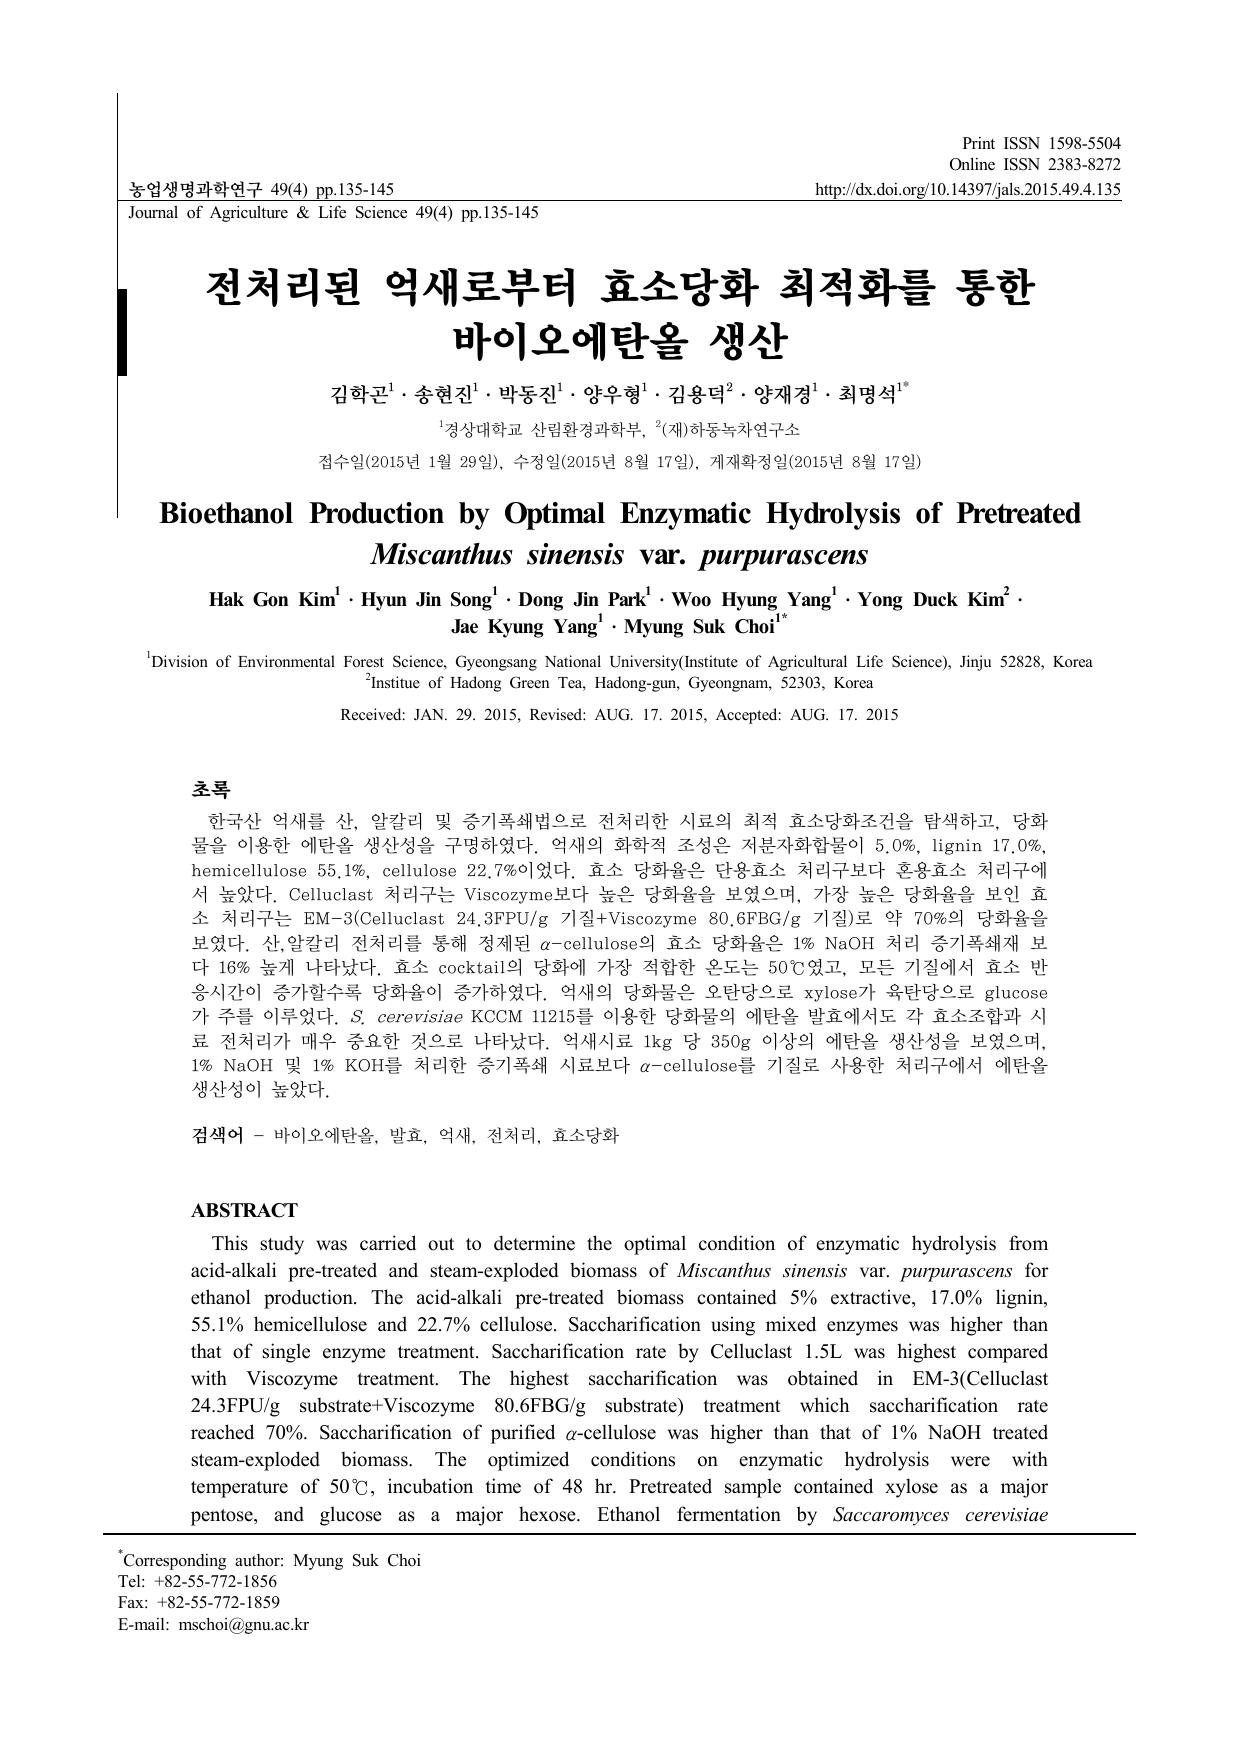 Print ISSN 1598-5504
Online ISSN 2383-8272
농업생명과학연구 49(4) pp.135-145
http://dx.doi.org/10.14397/jals.2015.49.4.135
Journal of Agriculture & Life Science 49(4) pp.135-145
전처리된 억새로부터 효소당화 최적화를 통한
바이오에탄올 생산
김학곤1 · 송현진1 · 박동진1 · 양우형1 · 김용덕2 · 양재경1 · 최명석1*
1경상대학교 산림환경과학부, 2(재)하동녹차연구소
접수일(2015년 1월 29일), 수정일(2015년 8월 17일), 게재확정일(2015년 8월 17일)
Bioethanol Production by Optimal Enzymatic Hydrolysis of Pretreated
Miscanthus sinensis var. purpurascens
Hak Gon Kim1 · Hyun Jin Song1 · Dong Jin Park1 · Woo Hyung Yang1 · Yong Duck Kim2 ·
Jae Kyung Yang1 · Myung Suk Choi1*
1Division of Environmental Forest Science, Gyeongsang National University(Institute of Agricultural Life Science), Jinju 52828, Korea
2Institue of Hadong Green Tea, Hadong-gun, Gyeongnam, 52303, Korea
Received: JAN. 29. 2015, Revised: AUG. 17. 2015, Accepted: AUG. 17. 2015
초록
한국산 억새를 산, 알칼리 및 증기폭쇄법으로 전처리한 시료의 최적 효소당화조건을 탐색하고, 당화
물을 이용한 에탄올 생산성을 구명하였다. 억새의 화학적 조성은 저분자화합물이 5.0%, lignin 17.0%,
hemicellulose 55.1%, cellulose 22.7%이었다. 효소 당화율은 단용효소 처리구보다 혼용효소 처리구에
서 높았다. Celluclast 처리구는 Viscozyme보다 높은 당화율을 보였으며, 가장 높은 당화율을 보인 효
소 처리구는 EM-3(Celluclast 24.3FPU/g 기질+Viscozyme 80.6FBG/g 기질)로 약 70%의 당화율을
보였다. 산,알칼리 전처리를 통해 정제된 α-cellulose의 효소 당화율은 1% NaOH 처리 증기폭쇄재 보
다 16% 높게 나타났다. 효소 cocktail의 당화에 가장 적합한 온도는 50℃였고, 모든 기질에서 효소 반
응시간이 증가할수록 당화율이 증가하였다. 억새의 당화물은 오탄당으로 xylose가 육탄당으로 glucose
가 주를 이루었다. S. cerevisiae KCCM 11215를 이용한 당화물의 에탄올 발효에서도 각 효소조합과 시
료 전처리가 매우 중요한 것으로 나타났다. 억새시료 1kg 당 350g 이상의 에탄올 생산성을 보였으며,
1% NaOH 및 1% KOH를 처리한 증기폭쇄 시료보다 α-cellulose를 기질로 사용한 처리구에서 에탄올
생산성이 높았다.
검색어 - 바이오에탄올, 발효, 억새, 전처리, 효소당화
ABSTRACT
This study was carried out to determine the optimal condition of enzymatic hydrolysis from
acid-alkali pre-treated and steam-exploded biomass of Miscanthus sinensis var. purpurascens for
ethanol production. The acid-alkali pre-treated biomass contained 5% extractive, 17.0% lignin,
55.1% hemicellulose and 22.7% cellulose. Saccharification using mixed enzymes was higher than
that of single enzyme treatment. Saccharification rate by Celluclast 1.5L was highest compared
with Viscozyme treatment. The highest saccharification was obtained in EM-3(Celluclast
24.3FPU/g substrate+Viscozyme 80.6FBG/g substrate) treatment which saccharification rate
reached 70%. Saccharification of purified α-cellulose was higher than that of 1% NaOH treated
steam-exploded biomass. The optimized conditions on enzymatic hydrolysis were with
temperature of 50℃, incubation time of 48 hr. Pretreated sample contained xylose as a major
pentose, and glucose as a major hexose. Ethanol fermentation by Saccaromyces cerevisiae
*Corresponding author: Myung Suk Choi
Tel: +82-55-772-1856
Fax: +82-55-772-1859
E-mail: mschoi@gnu.ac.kr